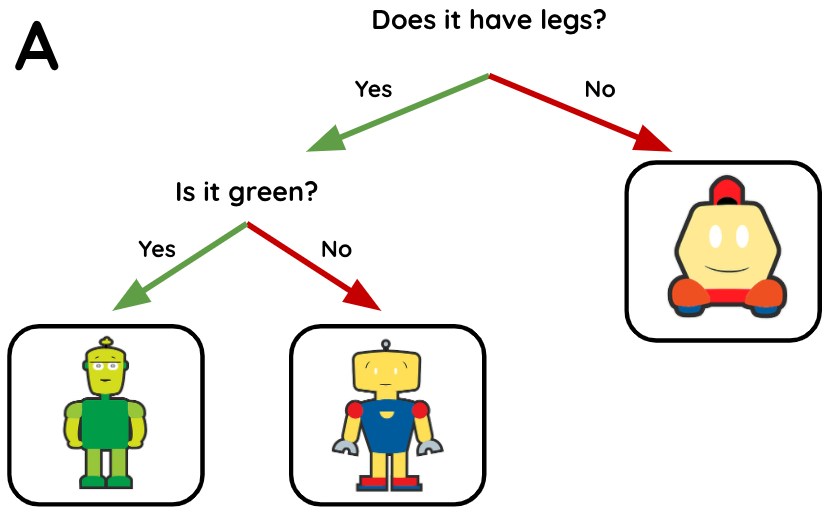 A
Does it have legs?
Yes
No
Is it green?
Yes
No